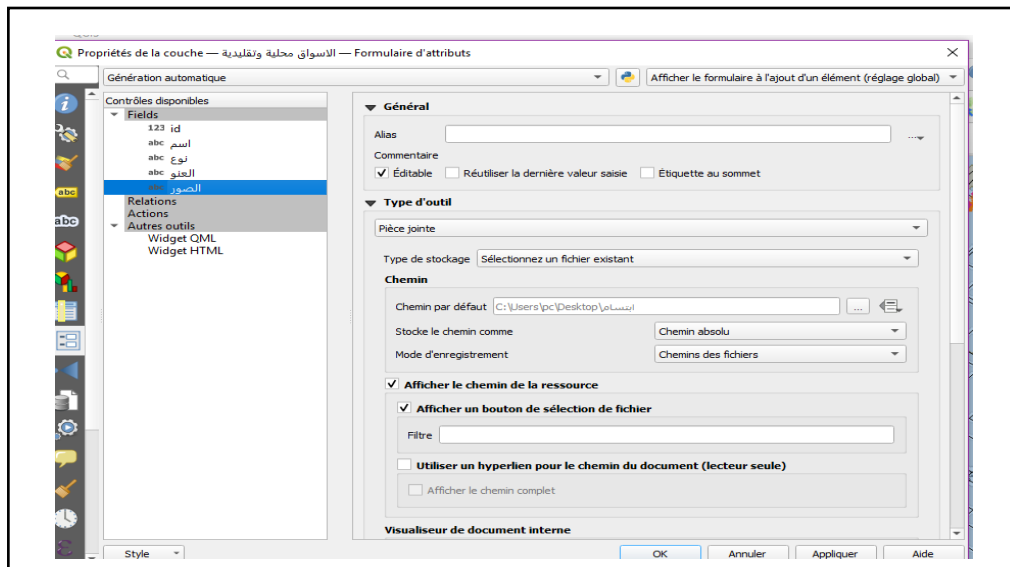 Propriétés de la couche — الاسواق محلية وتقليدية — Formulaire d'attributs
Génération automatique
Afficher le formulaire à l'ajout d'un élément (réglage global)
Contrôles disponibles
Fields
123 id
abc اسم
abc نوع
abc العنو
abc الصور
Relations
Actions
Autres outils
Widget QML
Widget HTML
Général
Alias
Commentaire
Éditable Réutiliser la dernière valeur saisie Étiquette au sommet
Type d'outil
Pièce jointe
Type de stockage Sélectionnez un fichier existant
Chemin
Chemin par défaut C:\Users\pc\Desktop\ابتسام
...
Stocke le chemin comme Chemin absolu
Mode d'enregistrement Chemins des fichiers
Afficher le chemin de la ressource
Afficher un bouton de sélection de fichier
Filtre
Utiliser un hyperlien pour le chemin du document (lecteur seule)
Afficher le chemin complet
Visualiseur de document interne
Style
OK Annuler Appliquer Aide
abc
abc